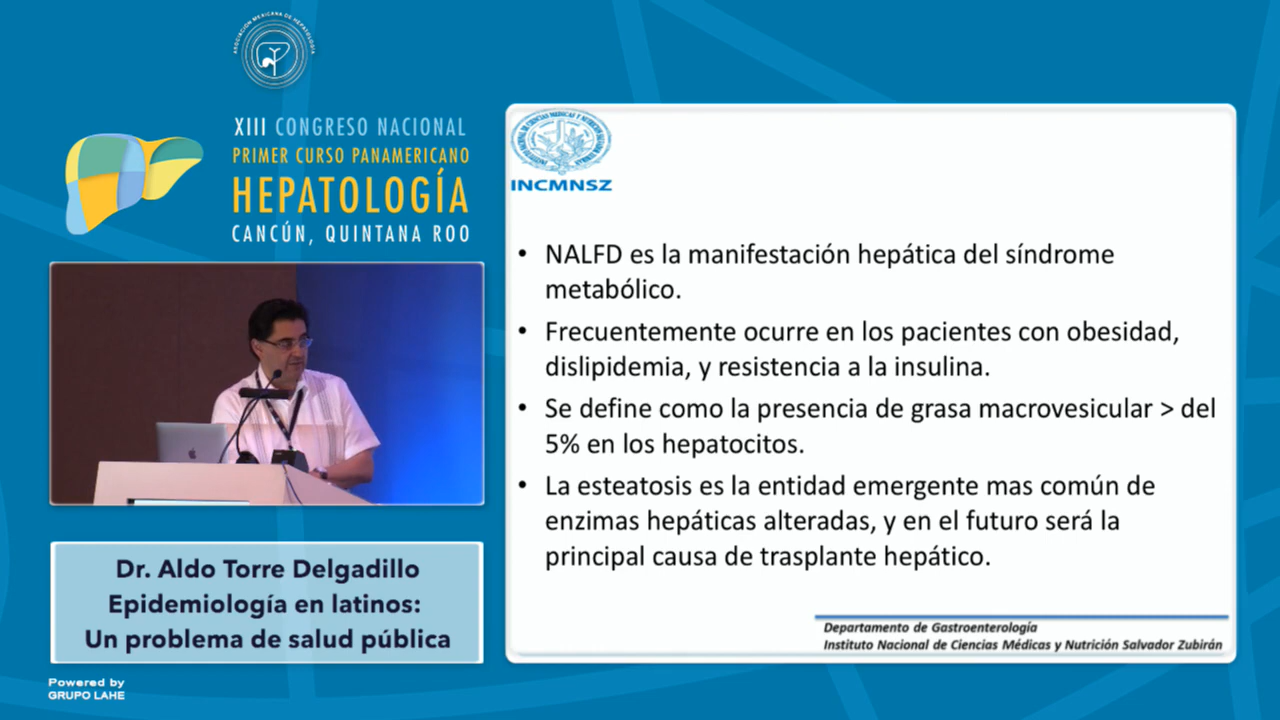 ASOCIACIÓN MEXICANA DE HEPATOLOGÍA
XIII CONGRESO NACIONAL
PRIMER CURSO PANAMERICANO
HEPATOLOGÍA
CANCÚN, QUINTANA ROO
Dr. Aldo Torre Delgadillo
Epidemiología en latinos:
Un problema de salud pública
Powered by
GRUPO LAHE
INCMNSZ
• NALFD es la manifestación hepática del síndrome
metabólico.
• Frecuentemente ocurre en los pacientes con obesidad,
dislipidemia, y resistencia a la insulina.
• Se define como la presencia de grasa macrovesicular > del
5% en los hepatocitos.
• La esteatosis es la entidad emergente mas común de
enzimas hepáticas alteradas, y en el futuro será la
principal causa de trasplante hepático.
Departamento de Gastroenterología
Instituto Nacional de Ciencias Médicas y Nutrición Salvador Zubirán